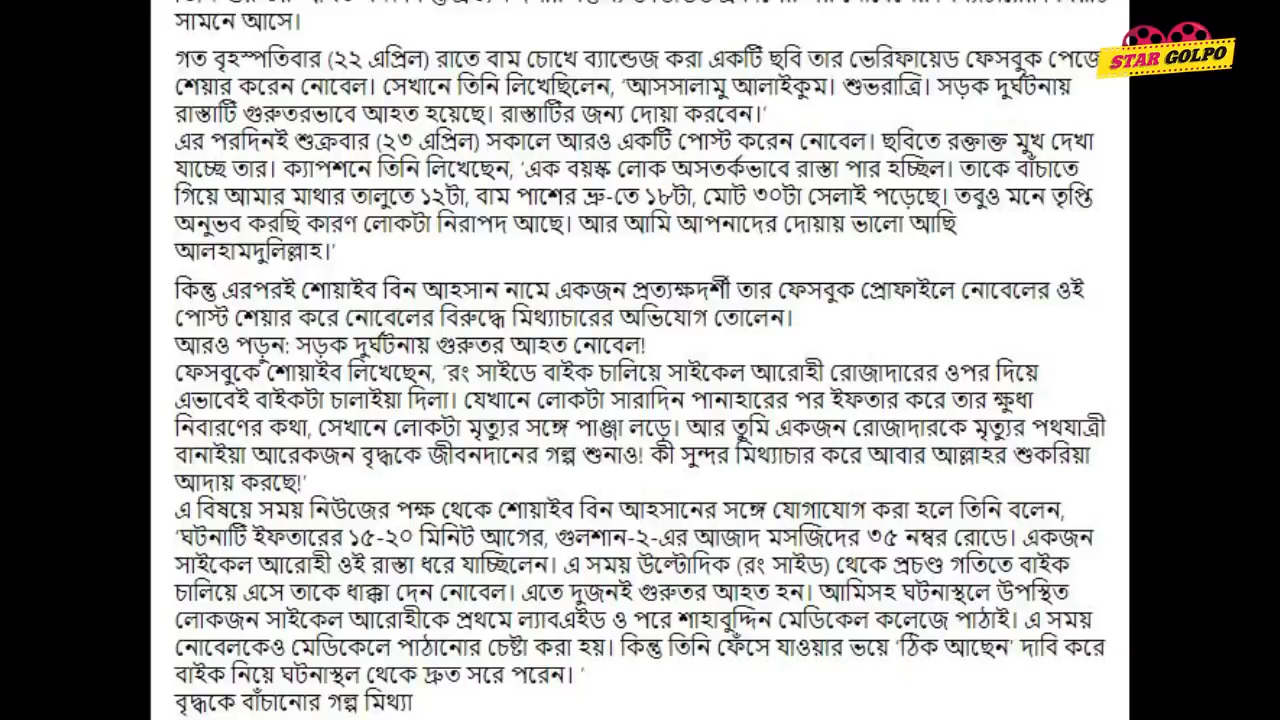 সামনে আসে।
গত বৃহস্পতিবার (২২ এপ্রিল) রাতে বাম চোখে ব্যান্ডেজ করা একটি ছবি তার ভেরিফায়েড ফেসবুক পেজে
শেয়ার করেন নোবেল। সেখানে তিনি লিখেছিলেন, 'আসসালামু আলাইকুম। শুভরাত্রি। সড়ক দুর্ঘটনায়
রাস্তাটি গুরুতরভাবে আহত হয়েছে। রাস্তাটির জন্য দোয়া করবেন।'
এর পরদিনই শুক্রবার (২৩ এপ্রিল) সকালে আরও একটি পোস্ট করেন নোবেল। ছবিতে রক্তাক্ত মুখ দেখা
যাচ্ছে তার। ক্যাপশনে তিনি লিখেছেন, 'এক বয়স্ক লোক অসতর্কভাবে রাস্তা পার হচ্ছিল। তাকে বাঁচাতে
গিয়ে আমার মাথার তালুতে ১২টা, বাম পাশের ভ্রু-তে ১৮টা, মোট ৩০টা সেলাই পড়েছে। তবুও মনে তৃপ্তি
অনুভব করছি কারণ লোকটা নিরাপদ আছে। আর আমি আপনাদের দোয়ায় ভালো আছি
আলহামদুলিল্লাহ।'
কিন্তু এরপরই শোয়াইব বিন আহসান নামে একজন প্রত্যক্ষদর্শী তার ফেসবুক প্রোফাইলে নোবেলের ওই
পোস্ট শেয়ার করে নোবেলের বিরুদ্ধে মিথ্যাচারের অভিযোগ তোলেন।
আরও পড়ুন: সড়ক দুর্ঘটনায় গুরুতর আহত নোবেল!
ফেসবুকে শোয়াইব লিখেছেন, 'রং সাইডে বাইক চালিয়ে সাইকেল আরোহী রোজাদারের ওপর দিয়ে
এভাবেই বাইকটা চালাইয়া দিলা। যেখানে লোকটা সারাদিন পানাহারের পর ইফতার করে তার ক্ষুধা
নিবারণের কথা, সেখানে লোকটা মৃত্যুর সঙ্গে পাঞ্জা লড়ে। আর তুমি একজন রোজাদারকে মৃত্যুর পথযাত্রী
বানাইয়া আরেকজন বৃদ্ধকে জীবনদানের গল্প শুনাও! কী সুন্দর মিথ্যাচার করে আবার আল্লাহর শুকরিয়া
আদায় করছে!'
এ বিষয়ে সময় নিউজের পক্ষ থেকে শোয়াইব বিন আহসানের সঙ্গে যোগাযোগ করা হলে তিনি বলেন,
'ঘটনাটি ইফতারের ১৫-২০ মিনিট আগের, গুলশান-২-এর আজাদ মসজিদের ৩৫ নম্বর রোডে। একজন
সাইকেল আরোহী ওই রাস্তা ধরে যাচ্ছিলেন। এ সময় উল্টোদিক (রং সাইড) থেকে প্রচণ্ড গতিতে বাইক
চালিয়ে এসে তাকে ধাক্কা দেন নোবেল। এতে দুজনই গুরুতর আহত হন। আমিসহ ঘটনাস্থলে উপস্থিত
লোকজন সাইকেল আরোহীকে প্রথমে ল্যাবএইড ও পরে শাহাবুদ্দিন মেডিকেল কলেজে পাঠাই। এ সময়
নোবেলকেও মেডিকেলে পাঠানোর চেষ্টা করা হয়। কিন্তু তিনি ফেঁসে যাওয়ার ভয়ে 'ঠিক আছেন' দাবি করে
বাইক নিয়ে ঘটনাস্থল থেকে দ্রুত সরে পরেন। '
বৃদ্ধকে বাঁচানোর গল্প মিথ্যা
STAR GOLPO